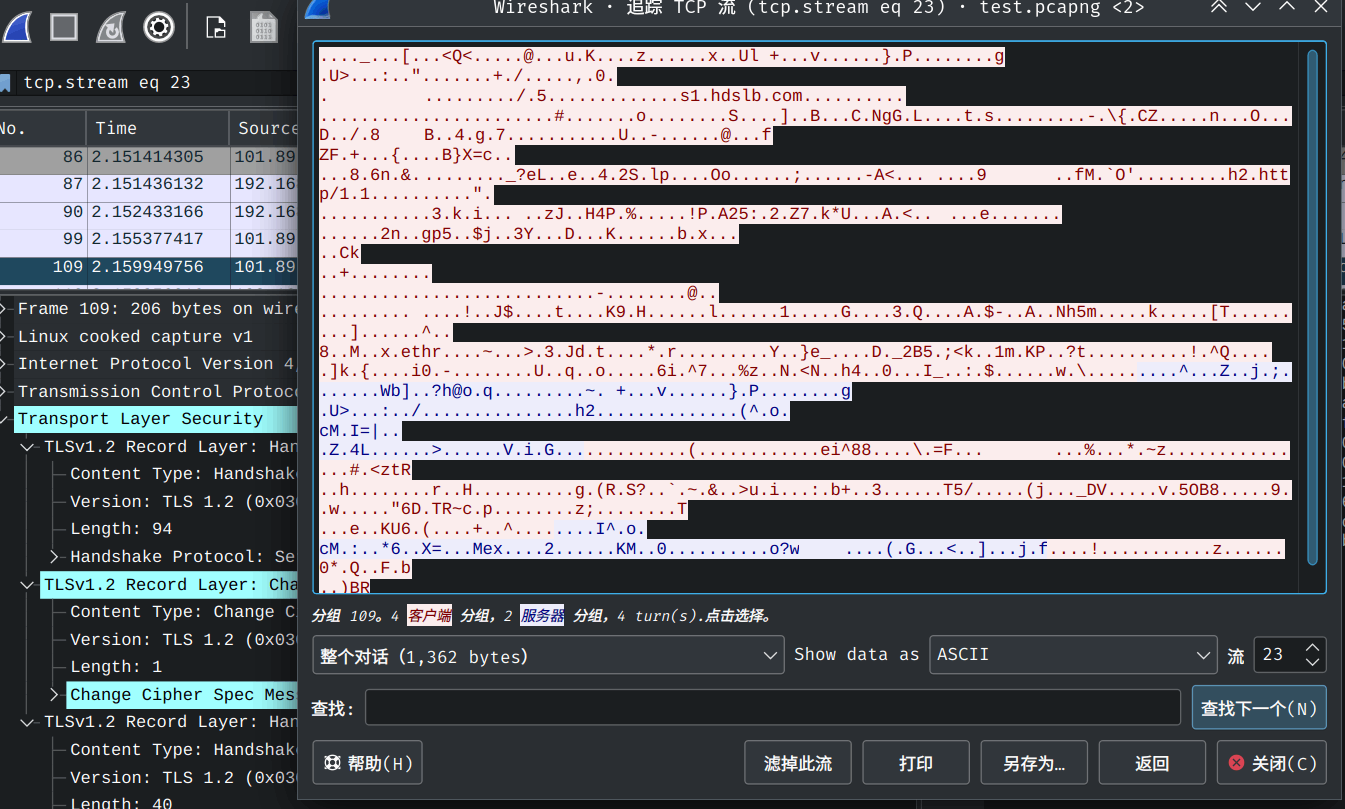 Wireshark · 追踪 TCP 流 (tcp.stream eq 23) · test.pcapng <2>
tcp.stream eq 23
No. Time Source
86 2.151414305 101.89
87 2.151436132 192.16
90 2.152433166 192.16
99 2.155377417 101.89
109 2.159949756 101.89
Frame 109: 206 bytes on wire
Linux cooked capture v1
Internet Protocol Version 4,
Transmission Control Protoc
Transport Layer Security
TLSv1.2 Record Layer: Han
Content Type: Handshak
Version: TLS 1.2 (0x030
Length: 94
Handshake Protocol: Se
TLSv1.2 Record Layer: Cha
Content Type: Change C
Version: TLS 1.2 (0x030
Length: 1
Change Cipher Spec Mes
TLSv1.2 Record Layer: Han
Content Type: Handshak
Version: TLS 1.2 (0x030
Length: 40
...._...[...<Q<.....@...u.K....z......x..Ul +...v......}.P........g
.U>...:..".......+./.....,.0.
. ........./.5.............s1.hdslb.com..........
.......................#.......o........S....]..B...C.NgG.L....t.s.........-.\{.CZ.....n...O...
D../.8 B..4.g.7...........U..-......@...f
ZF.+...{....B}X=c..
...8.6n.&.........._?eL..e..4.2S.lp....Oo......;......-A<... ....9 ..fM.`O'.........h2.htt
p/1.1..........".
...........3.k.i... ..zJ..H4P.%.....!P.A25:.2.Z7.k*U...A.<.. ...e.......
......2n..gp5..$j..3Y...D...K......b.x...
..Ck
..+........
...........................-........@..
......... ....!..J$....t....K9.H......l......1.....G....3.Q....A.$-..A..Nh5m.....k.....[T......
...]......^..
8..M..x.ethr....~...>.3.Jd.t....*.r.........Y..}e_....D._2B5.;<k..1m.KP..?t..........!.^Q....
.]k.{....i0.-........U..q..o.....6i.^7...%z..N.<N..h4..0...I_..:.$......w.\.........^...Z..j.;.
......Wb]..?h@o.q.........~. +...v......}.P........g
.U>...:../...............h2..............(^.o.
cM.I=|..
.Z.4L......>......V.i.G.............(............ei^88....\.=F... ...%...*.~z............
...#.<ztR
..h........r..H..........g.(R.S?..`.~.&..>u.i...:.b+..3......T5/.....(j..._DV.....v.5OB8.....9.
.w....."6D.TR~c.p........z;........T
...e..KU6.(....+..^........I^.o.
cM.:..*6..X=...Mex....2......KM..0..........o?w ....(.G...<..]...j.f....!...........z......
0*.Q..F.b
..)BR
分组 109。4 客户端 分组，2 服务器 分组，4 turn(s).点击选择。
整个对话 (1,362 bytes) Show data as ASCII 流 23
查找: 查找下一个(N)
帮助(H) 滤掉此流 打印 另存为… 返回 关闭(C)